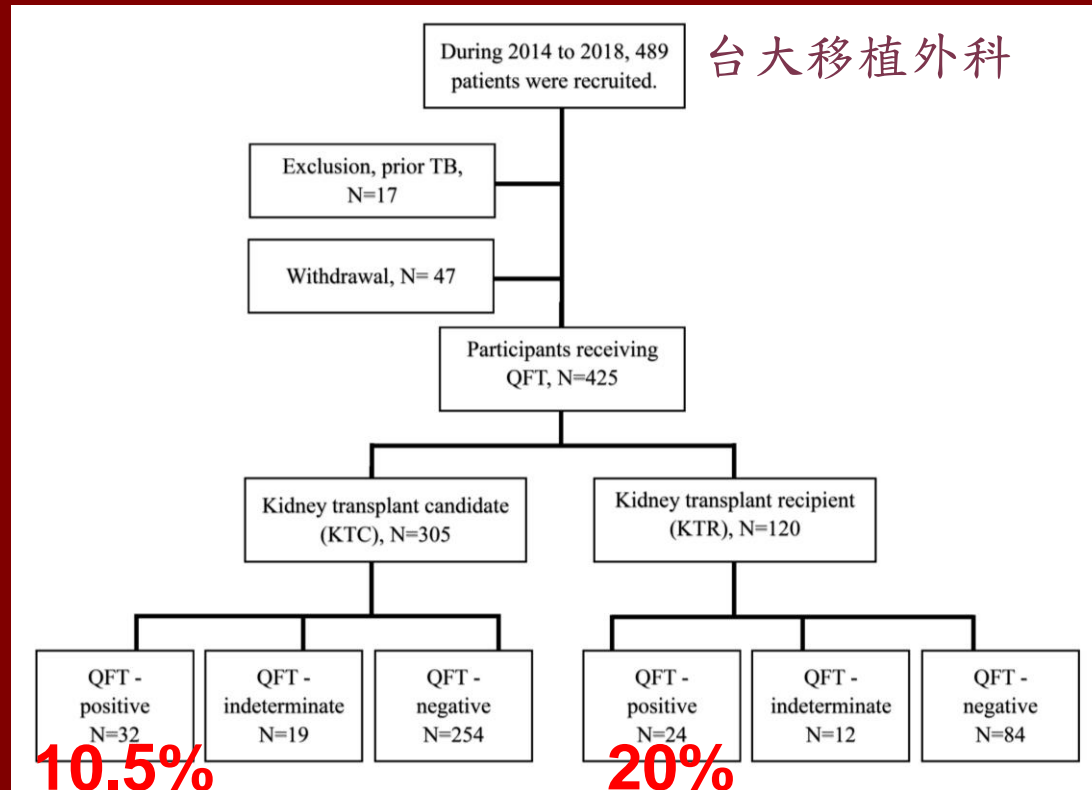 During 2014 to 2018, 489
patients were recruited.
台大移植外科
Exclusion, prior TB,
N=17
Withdrawal, N= 47
Participants receiving
QFT, N=425
Kidney transplant candidate
(KTC), N=305
Kidney transplant recipient
(KTR), N=120
QFT -
positive
N=32
QFT -
indeterminate
N=19
QFT -
negative
N=254
QFT -
positive
N=24
QFT -
indeterminate
N=12
QFT -
negative
N=84
10.5%
20%